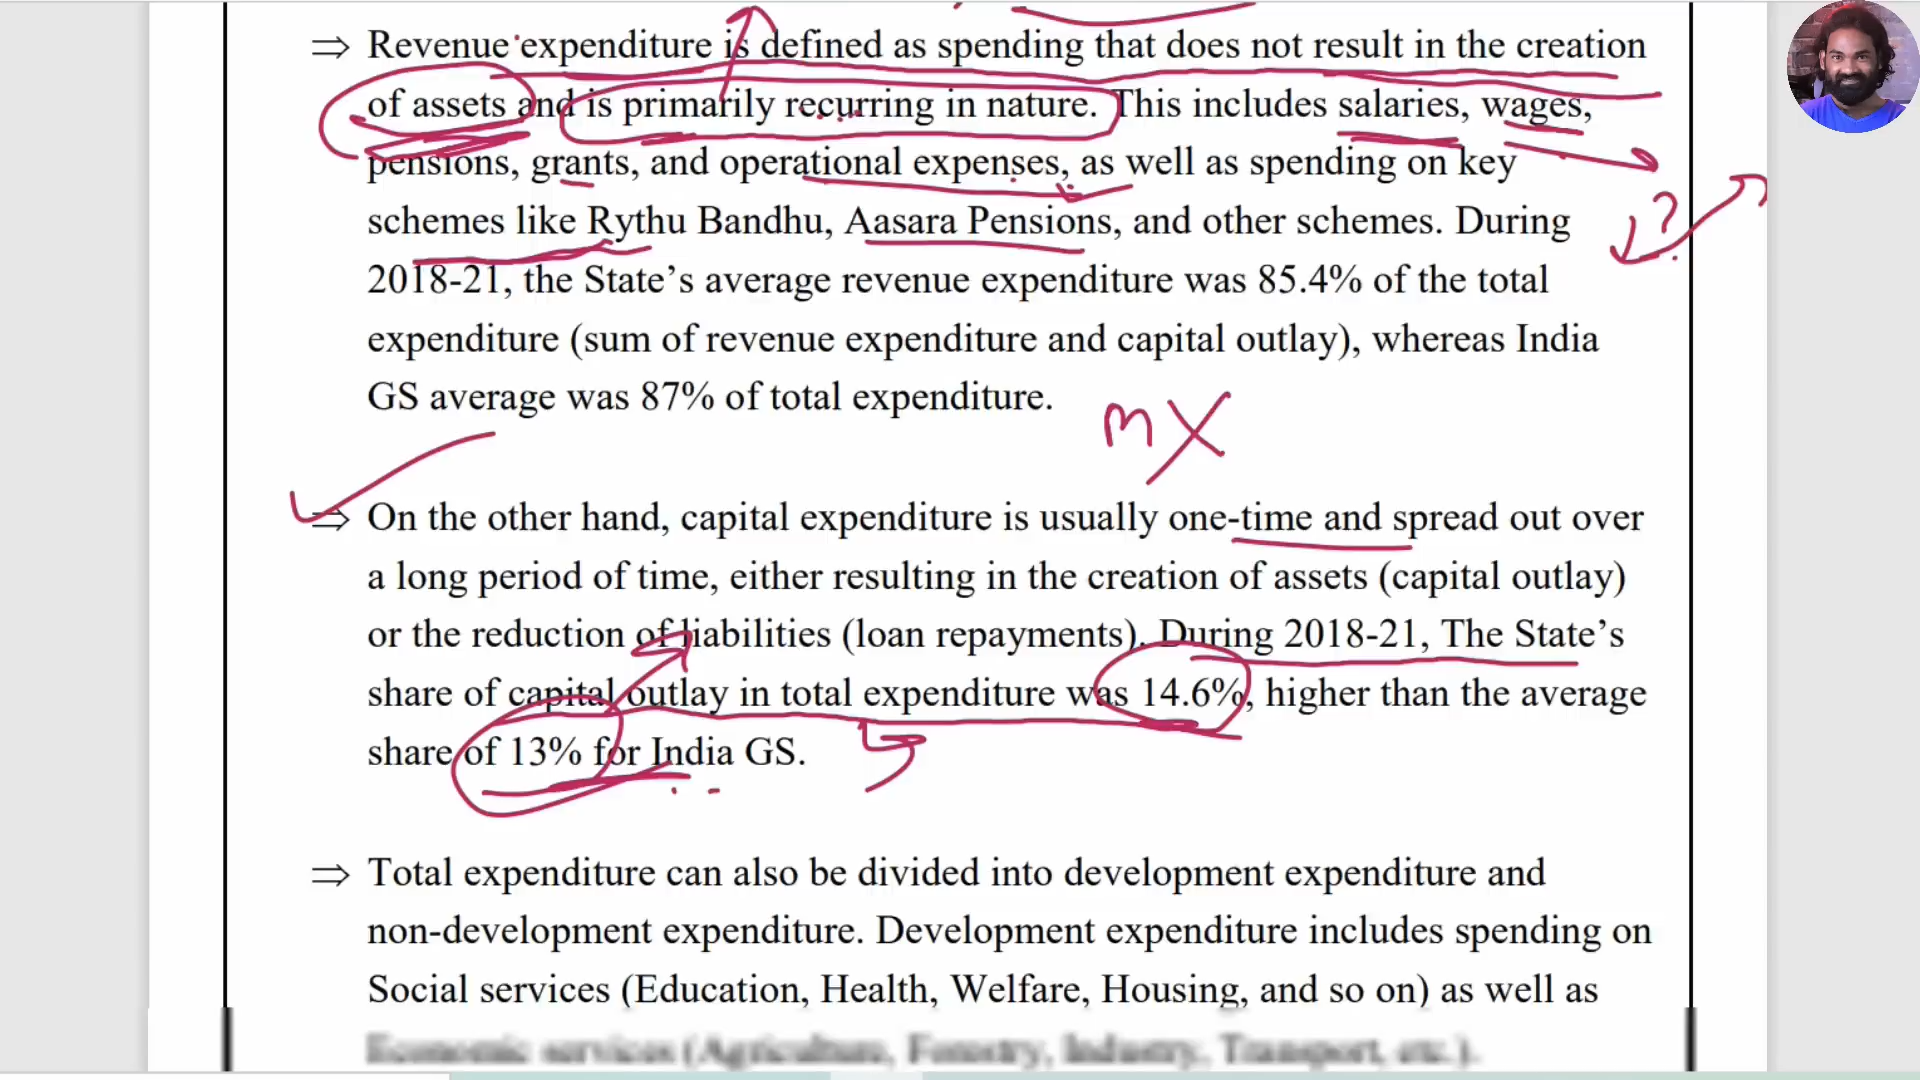 ⇒ Revenue expenditure is defined as spending that does not result in the creation
of assets and is primarily recurring in nature. This includes salaries, wages,
pensions, grants, and operational expenses, as well as spending on key
schemes like Rythu Bandhu, Aasara Pensions, and other schemes. During
2018-21, the State’s average revenue expenditure was 85.4% of the total
expenditure (sum of revenue expenditure and capital outlay), whereas India
GS average was 87% of total expenditure.
⇒ On the other hand, capital expenditure is usually one-time and spread out over
a long period of time, either resulting in the creation of assets (capital outlay)
or the reduction of liabilities (loan repayments). During 2018-21, The State’s
share of capital outlay in total expenditure was 14.6%, higher than the average
share of 13% for India GS.
⇒ Total expenditure can also be divided into development expenditure and
non-development expenditure. Development expenditure includes spending on
Social services (Education, Health, Welfare, Housing, and so on) as well as
Economic services (Agriculture, Forestry, Industry, Transport, etc.).